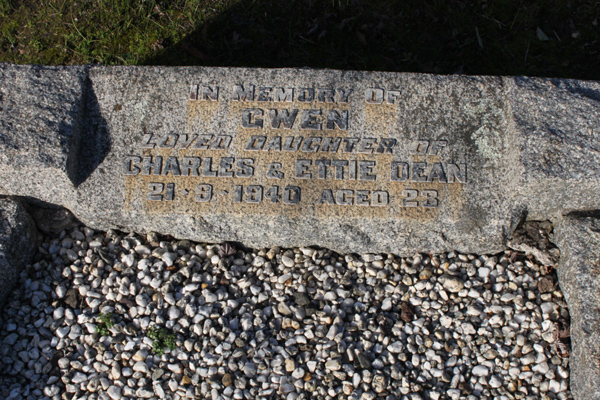 IN MEMORY OF
GWEN
LOVED DAUGHTER OF
CHARLES & ETTIE DEAN
21 · 9 · 1940 AGED 23